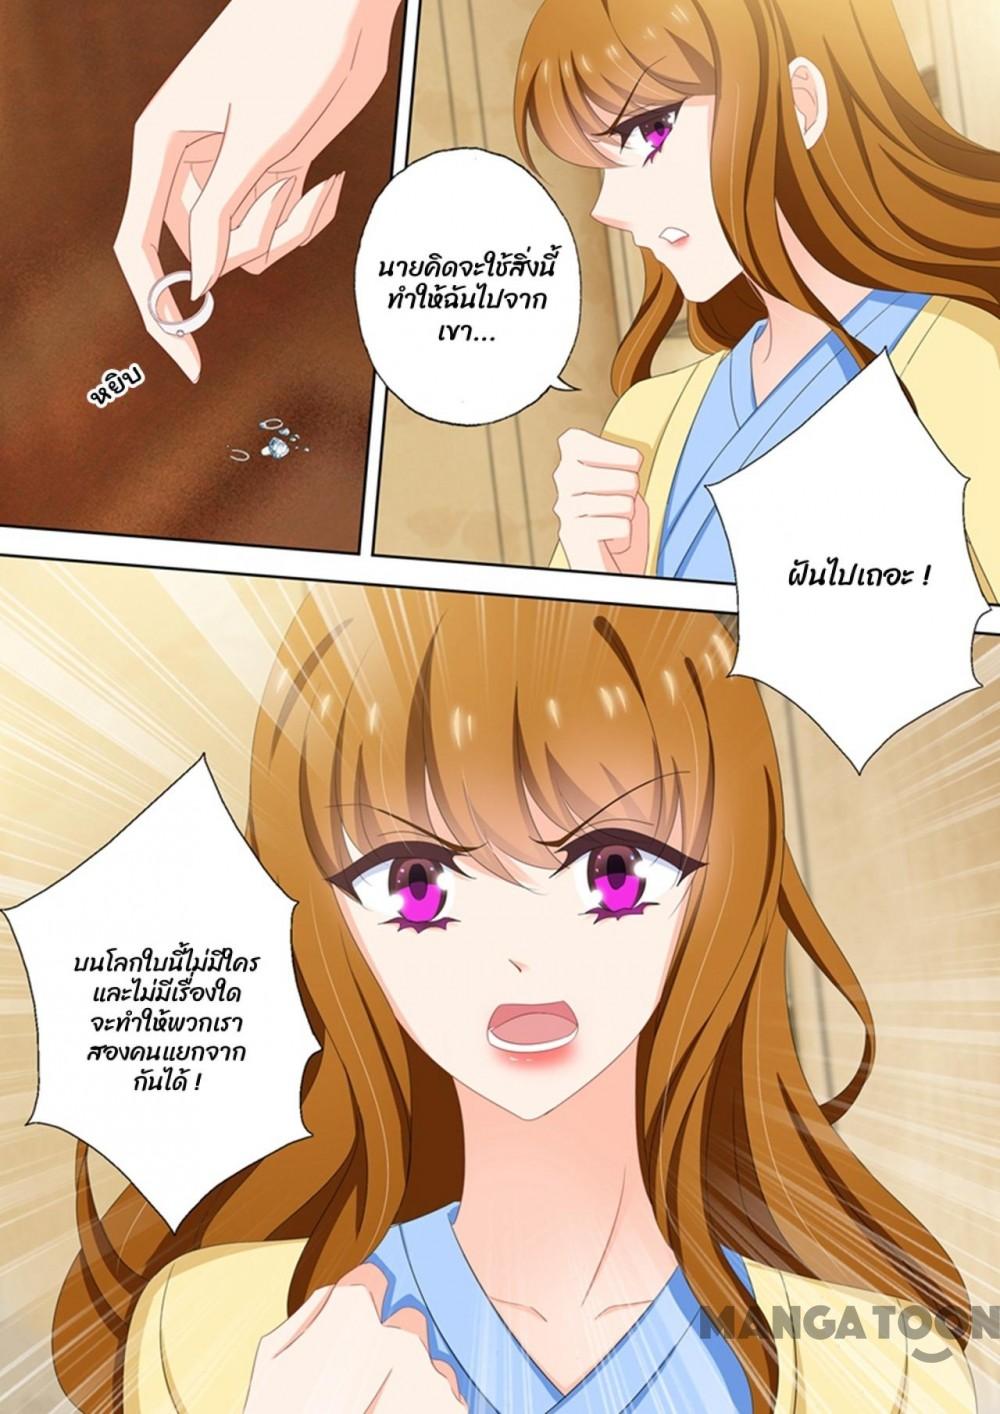 หยิบ
นายคิดจะใช้สิ่งนี้
ทำให้ฉันไปจาก
เขา...
ฝันไปเถอะ !
บนโลกใบนี้ไม่มีใคร
และไม่มีเรื่องใด
จะทำให้พวกเรา
สองคนแยกจาก
กันได้ !
MANGATOON